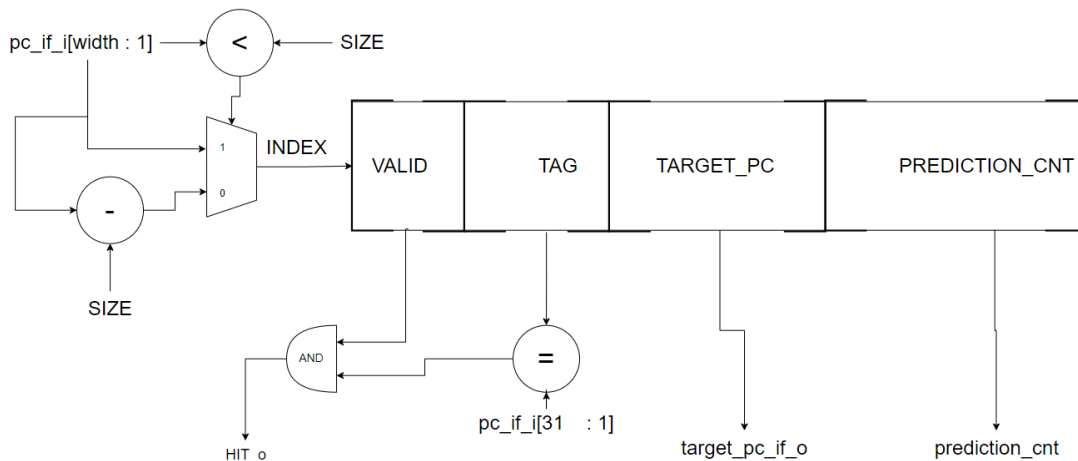 pc_if_i[width : 1]
<
SIZE
1
INDEX
VALID
TAG
TARGET_PC
PREDICTION_CNT
0
-
SIZE
AND
=
pc_if_i[31 : 1]
HIT_o
target_pc_if_o
prediction_cnt